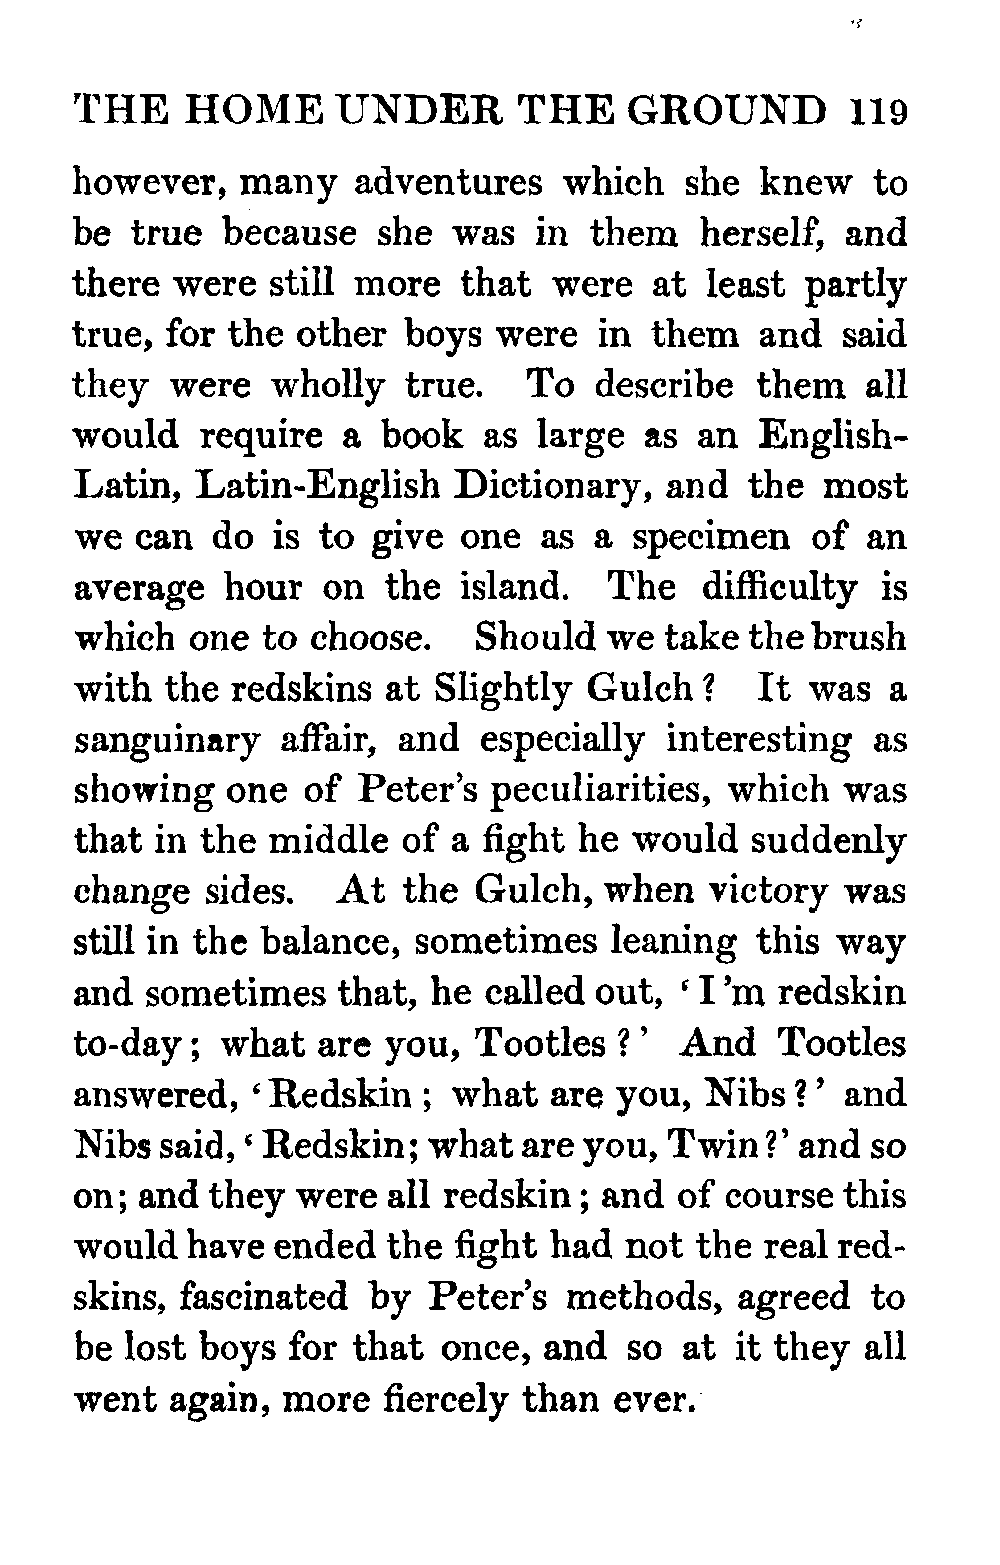 THE HOME UNDER THE GROUND 119
however, many adventures which she knew to
be true because she was in them herself, and
there were still more that were at least partly
true, for the other boys were in them and said
they were wholly true. To describe them all
would require a book as large as an English-
Latin, Latin-English Dictionary, and the most
we can do is to give one as a specimen of an
average hour on the island. The difficulty is
which one to choose. Should we take the brush
with the redskins at Slightly Gulch ? It was a
sanguinary affair, and especially interesting as
showing one of Peter's peculiarities, which was
that in the middle of a fight he would suddenly
change sides. At the Gulch, when victory was
still in the balance, sometimes leaning this way
and sometimes that, he called out, ‘ I 'm redskin
to-day ; what are you, Tootles ? ’ And Tootles
answered, ‘ Redskin ; what are you, Nibs ? ’ and
Nibs said, ‘ Redskin; what are you, Twin ?’ and so
on; and they were all redskin ; and of course this
would have ended the fight had not the real red-
skins, fascinated by Peter's methods, agreed to
be lost boys for that once, and so at it they all
went again, more fiercely than ever.